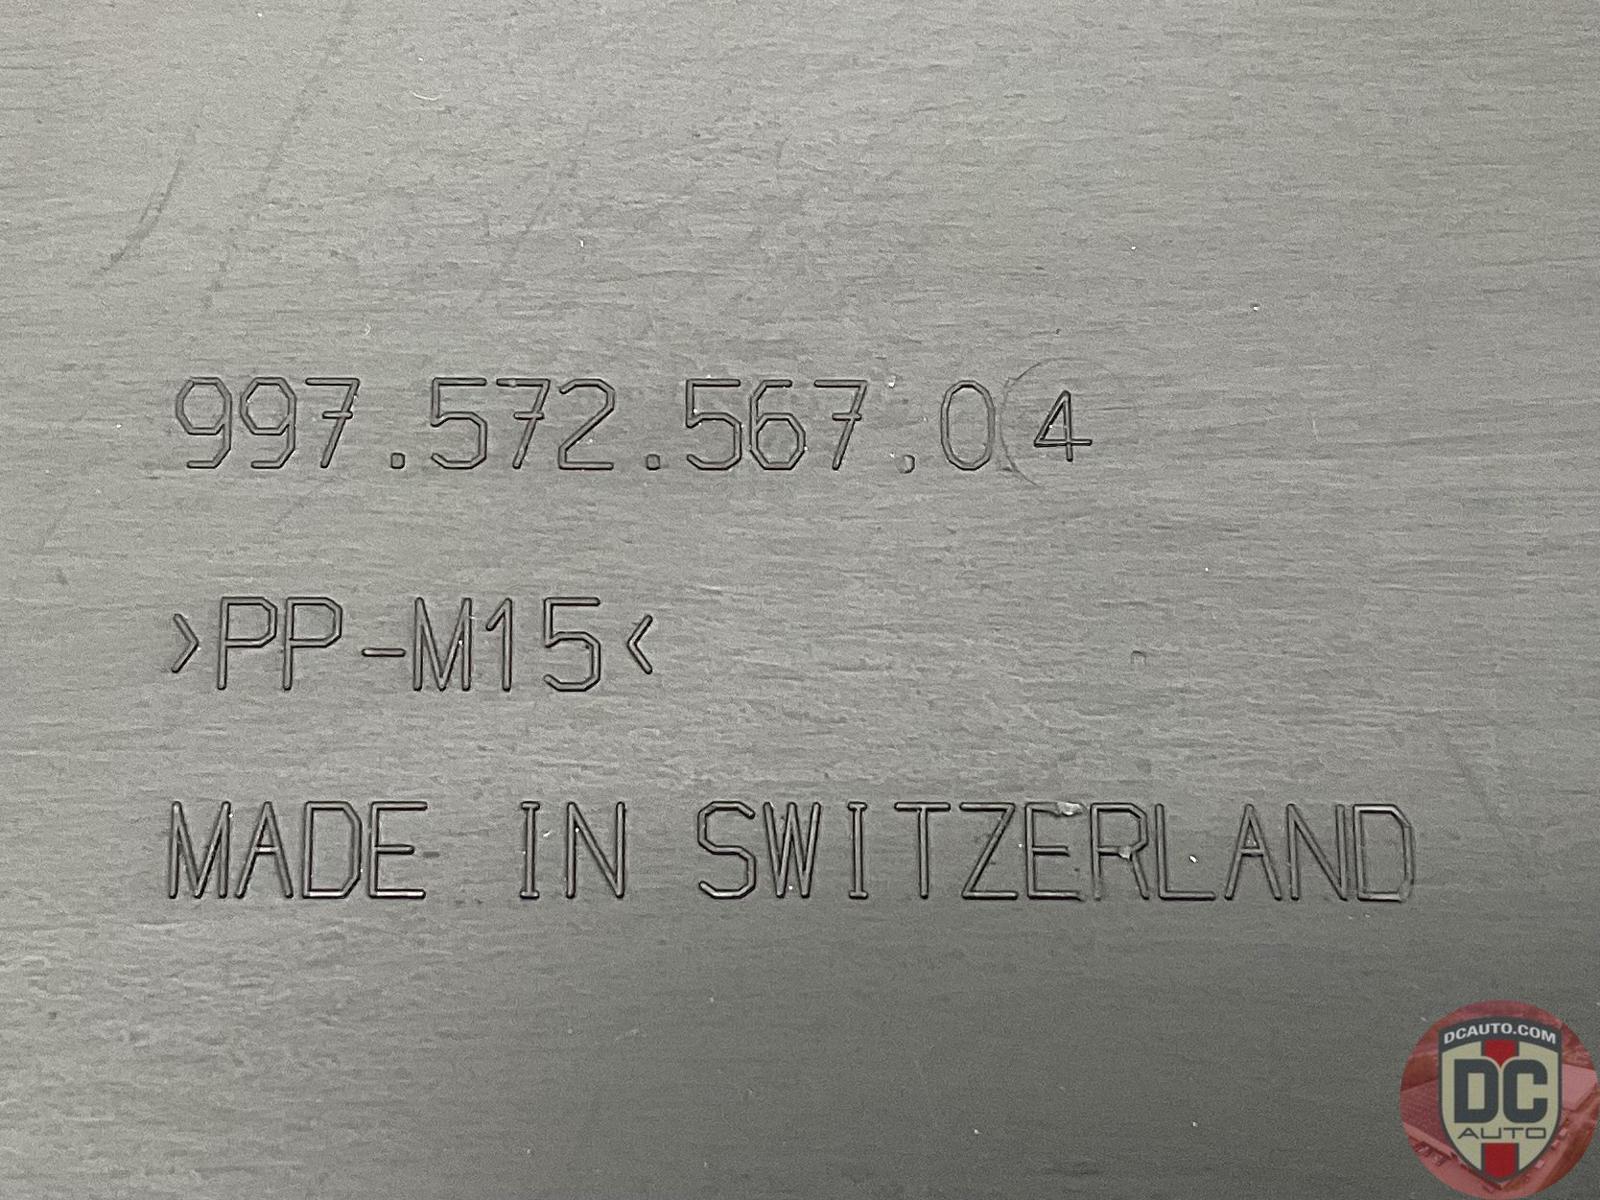 997.572.567.04
>PP-M15<
MADE IN SWITZERLAND
DCAUTO.COM
DC
AUTO